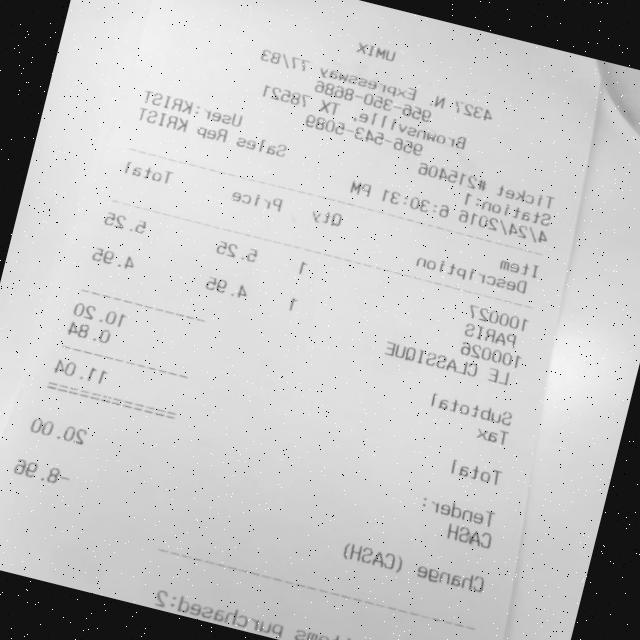 UMIX
4327 N. Expressway 77/83
956-350-8686
Brownsville, TX 78521
956-543-5089
Ticket #215406 User:KRIST
Station:1 Sales Rep KRIST
4/24/2016 6:30:31 PM
Item Qty Price Total
Description
100027 1 5.25 5.25
PARIS
100026 1 4.95 4.95
LE CLASSIQUE
Subtotal 10.20
Tax 0.84
Total 11.04
Tender:
CASH 20.00
Change (CASH) -8.96
Items purchased:2